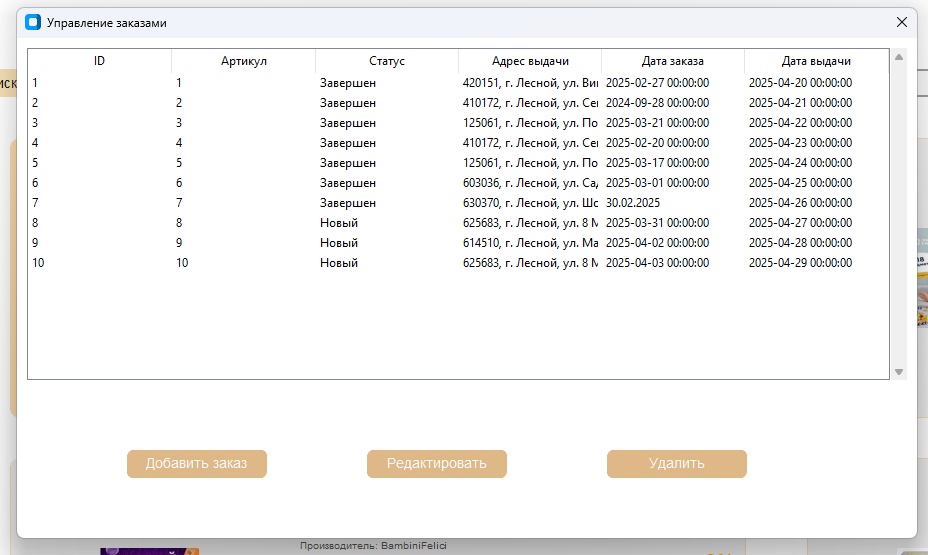 Управление заказами
ID Артикул Статус Адрес выдачи Дата заказа Дата выдачи
1 1 Завершен 420151, г. Лесной, ул. Ви 2025-02-27 00:00:00 2025-04-20 00:00:00
2 2 Завершен 410172, г. Лесной, ул. Се 2024-09-28 00:00:00 2025-04-21 00:00:00
3 3 Завершен 125061, г. Лесной, ул. По 2025-03-21 00:00:00 2025-04-22 00:00:00
4 4 Завершен 410172, г. Лесной, ул. Се 2025-02-20 00:00:00 2025-04-23 00:00:00
5 5 Завершен 125061, г. Лесной, ул. По 2025-03-17 00:00:00 2025-04-24 00:00:00
6 6 Завершен 603036, г. Лесной, ул. Сад 2025-03-01 00:00:00 2025-04-25 00:00:00
7 7 Завершен 630370, г. Лесной, ул. Шо 30.02.2025 2025-04-26 00:00:00
8 8 Новый 625683, г. Лесной, ул. 8 М 2025-03-31 00:00:00 2025-04-27 00:00:00
9 9 Новый 614510, г. Лесной, ул. Ма 2025-04-02 00:00:00 2025-04-28 00:00:00
10 10 Новый 625683, г. Лесной, ул. 8 М 2025-04-03 00:00:00 2025-04-29 00:00:00
Добавить заказ Редактировать Удалить
Производитель: BambiniFelici